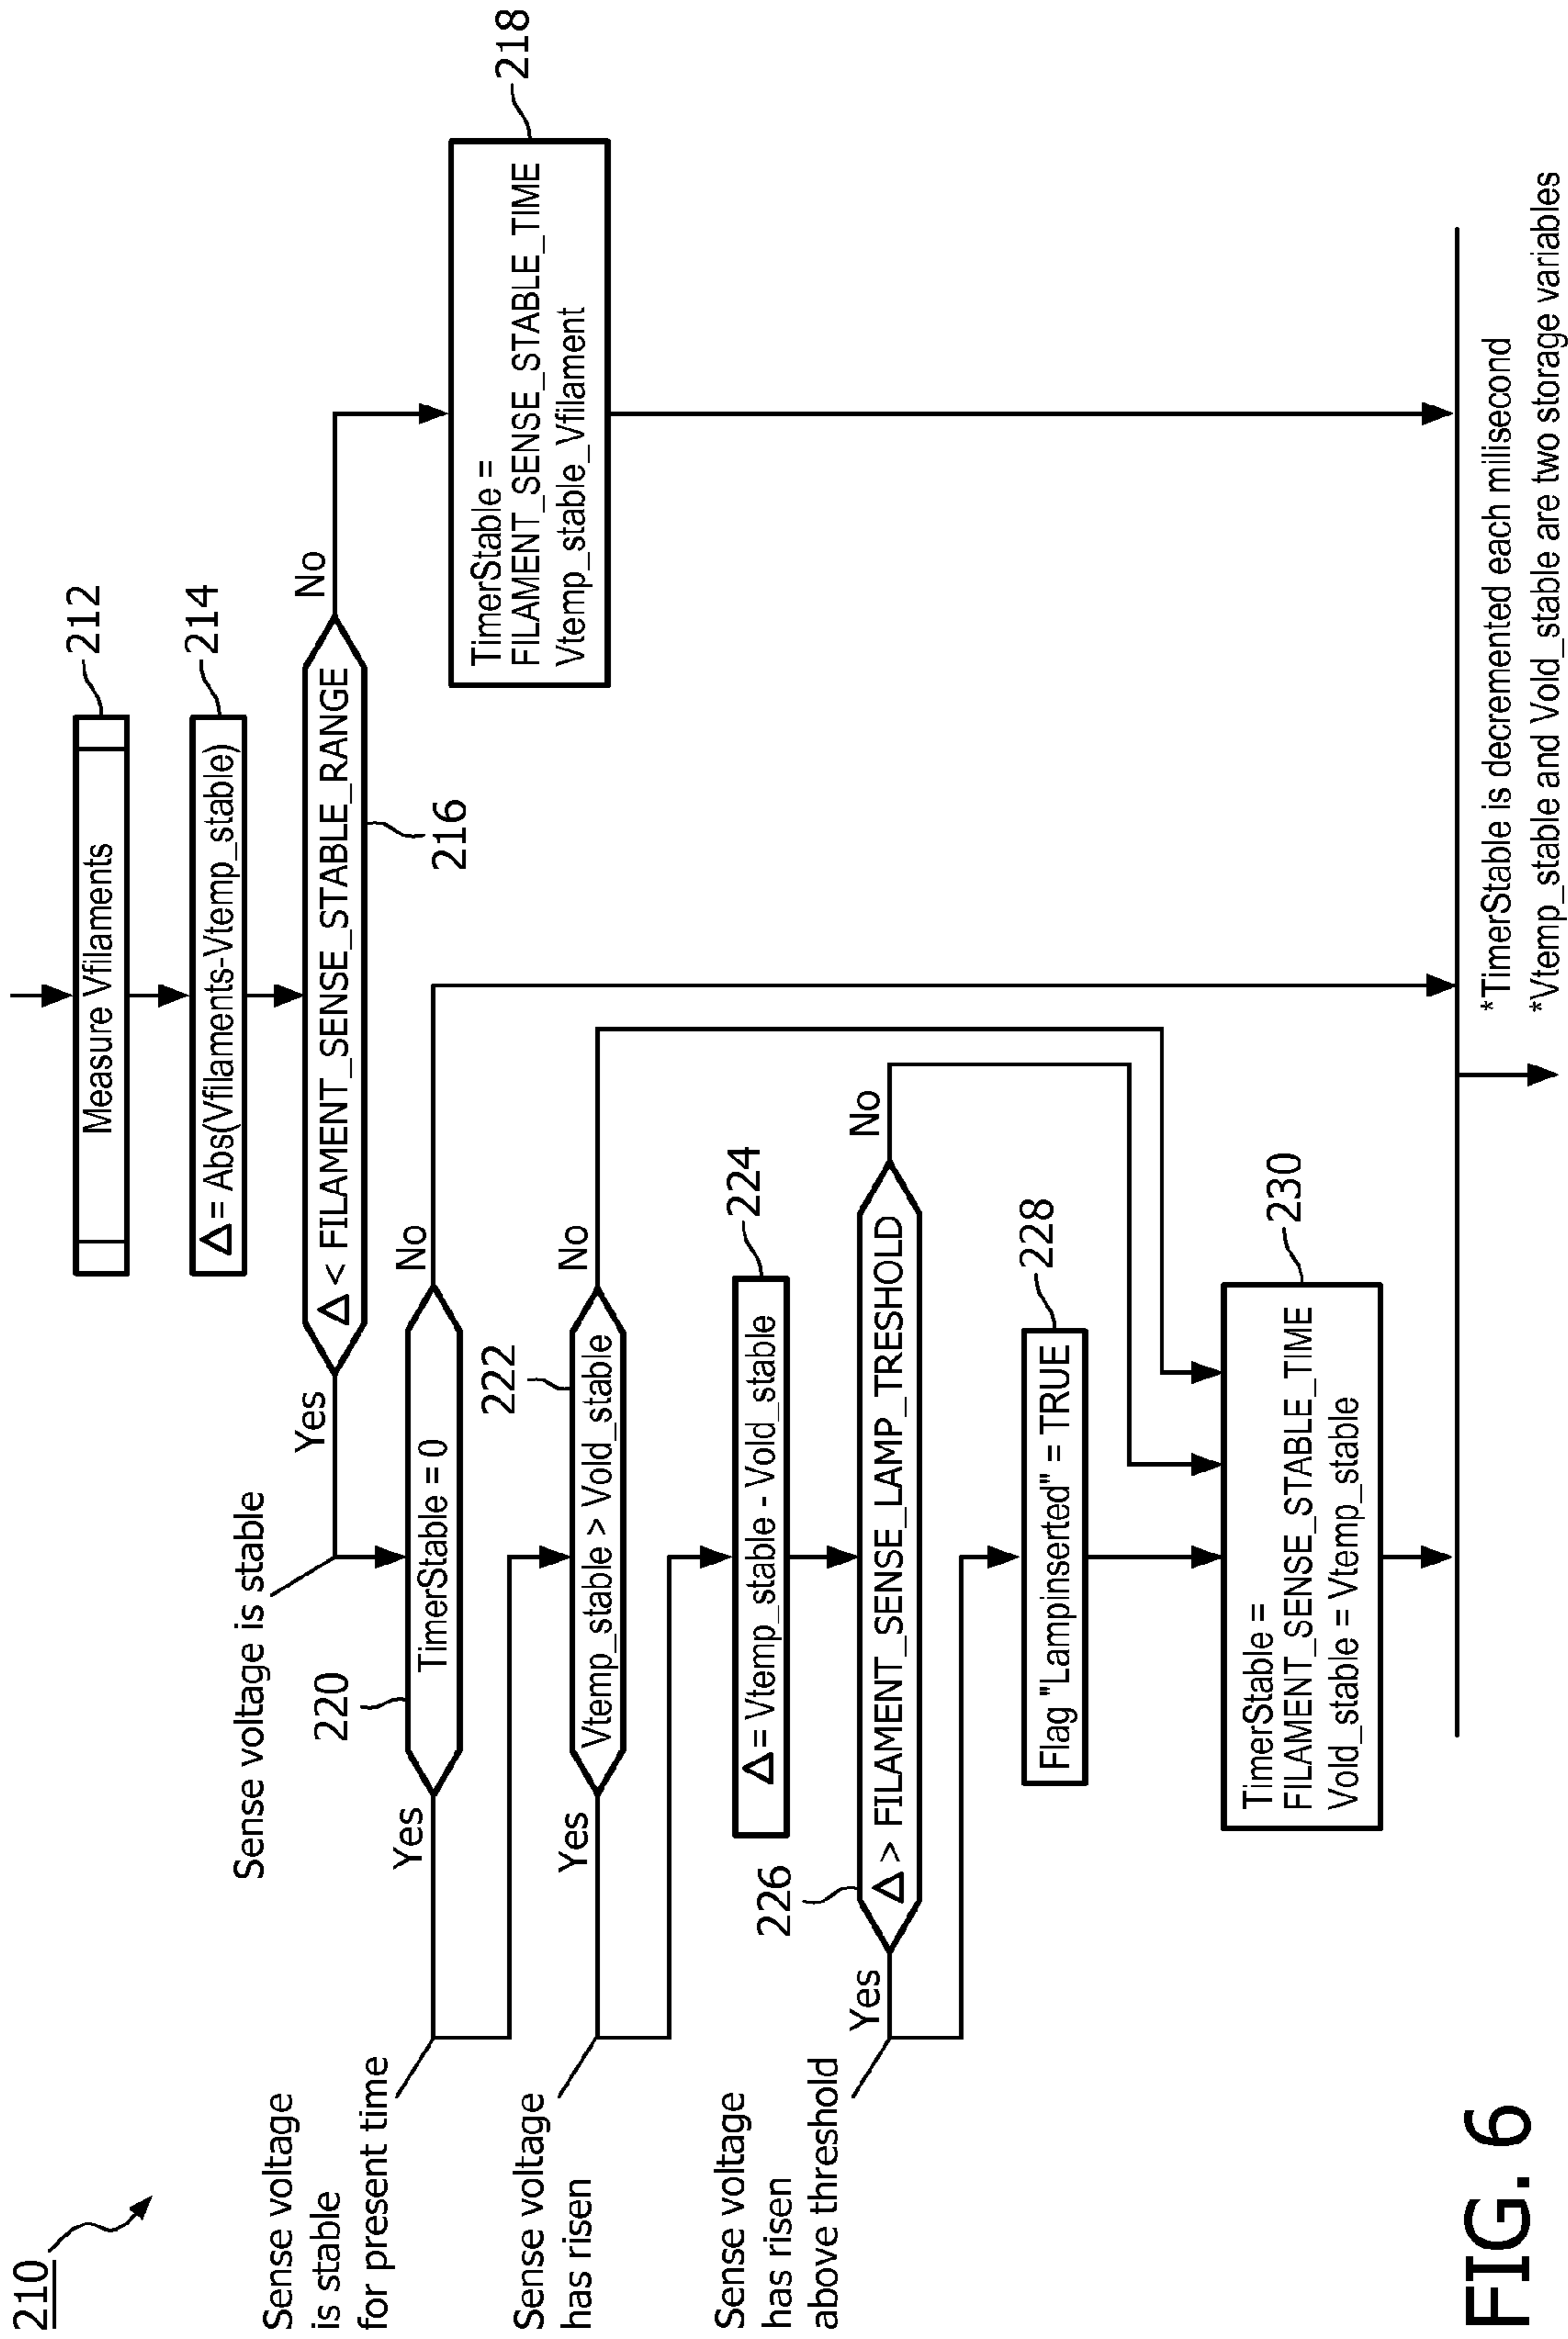 210
Measure Vfilaments
212
Δ = Abs(Vfilaments-Vtemp_stable)
214
Δ < FILAMENT_SENSE_STABLE_RANGE
216
Yes
No
Sense voltage is stable
TimerStable =
FILAMENT_SENSE_STABLE_TIME
Vtemp_stable_Vfilament
218
220
TimerStable = 0
Yes
No
Sense voltage
is stable
for present time
222
Vtemp_stable > Vold_stable
Yes
No
Sense voltage
has risen
Δ = Vtemp_stable - Vold_stable
224
226
Δ > FILAMENT_SENSE_LAMP_TRESHOLD
Yes
No
Sense voltage
has risen
above threshold
Flag "Lampinserted" = TRUE
228
TimerStable =
FILAMENT_SENSE_STABLE_TIME
Vold_stable = Vtemp_stable
230
*TimerStable is decremented each milisecond
*Vtemp_stable and Vold_stable are two storage variables
FIG. 6